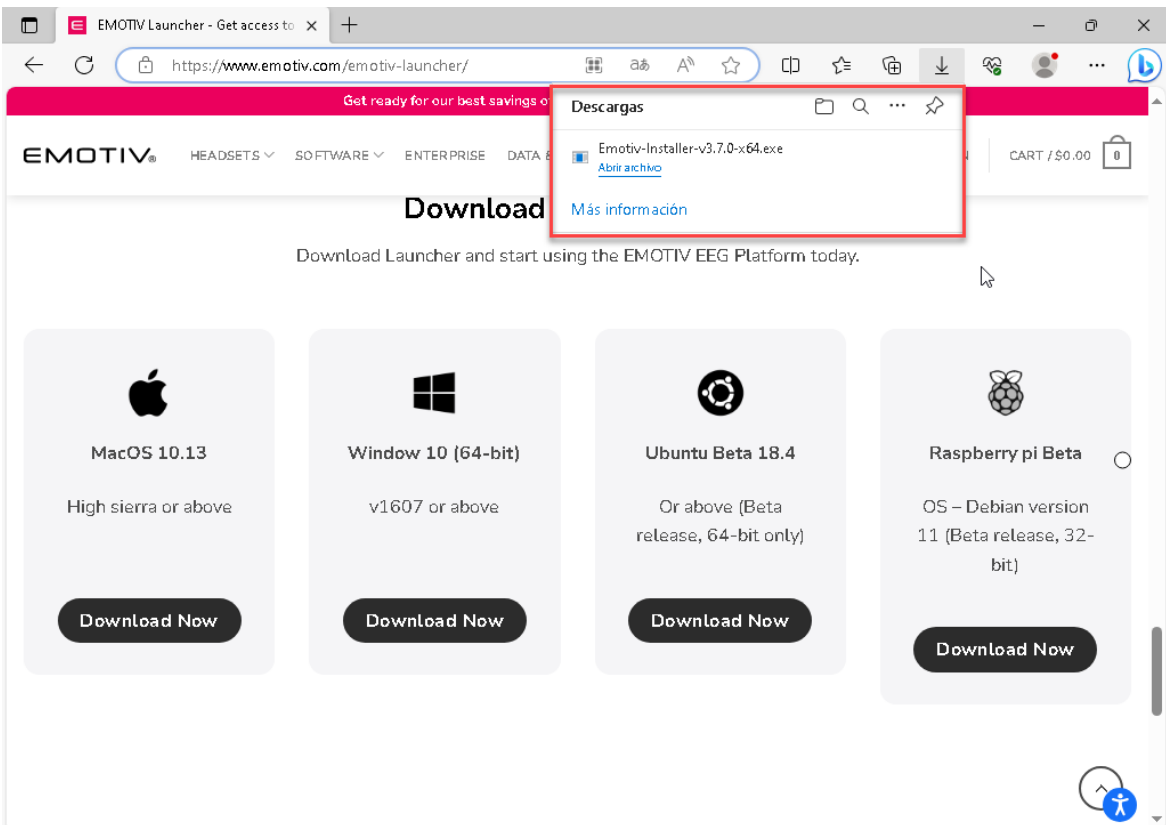 EMOTIV Launcher - Get access to
https://www.emotiv.com/emotiv-launcher/
Get ready for our best savings o
Descargas
EMOTIV®
HEADSETS
SOFTWARE
ENTERPRISE
DATA &
Emotiv-Installer-v3.7.0-x64.exe
Abrir archivo
CART / $0.00
0
Más información
Download
Download Launcher and start using the EMOTIV EEG Platform today.
MacOS 10.13
High sierra or above
Download Now
Window 10 (64-bit)
v1607 or above
Download Now
Ubuntu Beta 18.4
Or above (Beta
release, 64-bit only)
Download Now
Raspberry pi Beta
OS – Debian version
11 (Beta release, 32-
bit)
Download Now